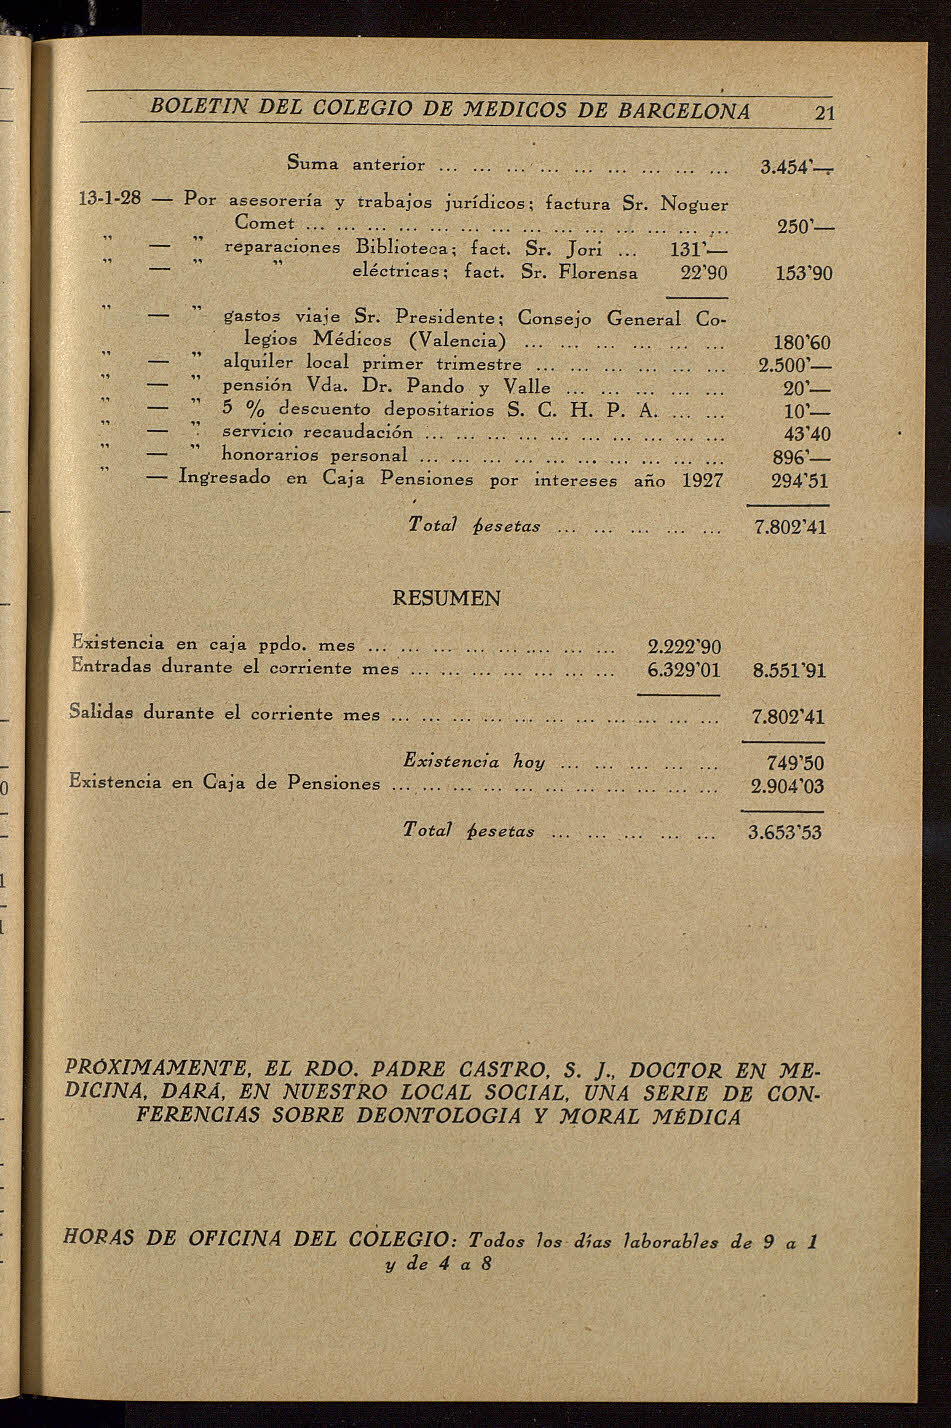 BOLETIN DEL COLEGIO DE MEDICOS DE BARCELONA 21
Suma anterior ... ... ... ... ... ... ... ... ... 3.454'—
13-1-28 — Por asesoría y trabajos jurídicos; factura Sr. Noguer
Comet ... ... ... ... ... ... ... ... ... ... ... ... ... ... 250'—
" — " reparaciones Biblioteca; fact. Sr. Jori ... 131'—
" — " " eléctricas; fact. Sr. Florensa 22'90 153'90
" — " gastos viaje Sr. Presidente; Consejo General Co-
legios Médicos (Valencia) ... ... ... ... ... ... 180'60
" — " alquiler local primer trimestre ... ... ... ... ... ... 2.500'—
" — " pensión Vda. Dr. Pando y Valle ... ... ... ... ... 20'—
" — " 5 % descuento depositarios S. C. H. P. A. ... ... 10'—
" — " servicio recaudación ... ... ... ... ... ... ... ... ... ... 43'40
" — " honorarios personal ... ... ... ... ... ... ... ... ... ... 896'—
" — Ingresado en Caja Pensiones por intereses año 1927 294'51
Total pesetas ... ... ... ... ... 7.802'41
RESUMEN
Existencia en caja ppdo. mes ... ... ... ... ... ... ... ... 2.222'90
Entradas durante el corriente mes ... ... ... ... ... ... ... 6.329'01 8.551'91
Salidas durante el corriente mes ... ... ... ... ... ... ... ... ... ... ... 7.802'41
Existencia hoy ... ... ... ... ... 749'50
Existencia en Caja de Pensiones ... ... ... ... ... ... ... ... ... ... ... 2.904'03
Total pesetas ... ... ... ... ... 3.653'53
PRÓXIMAMENTE, EL RDO. PADRE CASTRO, S. J., DOCTOR EN ME-
DICINA, DARÁ, EN NUESTRO LOCAL SOCIAL, UNA SERIE DE CON-
FERENCIAS SOBRE DEONTOLOGIA Y MORAL MÉDICA
HORAS DE OFICINA DEL COLEGIO: Todos los días laborables de 9 a 1
y de 4 a 8